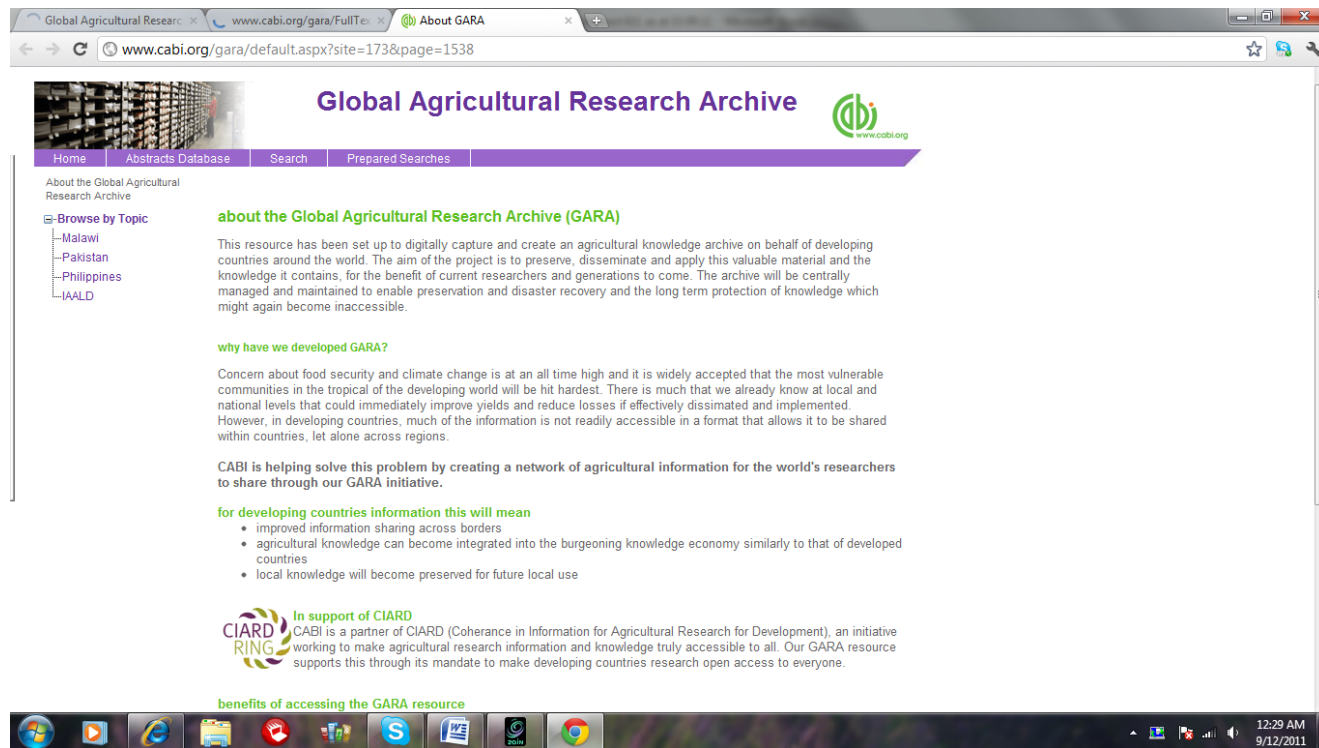 Global Agricultural Researc
www.cabi.org/gara/FullTex
About GARA
www.cabi.org/gara/default.aspx?site=173&page=1538
Global Agricultural Research Archive
cabi
www.cabi.org
Home
Abstracts Database
Search
Prepared Searches
About the Global Agricultural
Research Archive
Browse by Topic
Malawi
Pakistan
Philippines
IAALD
about the Global Agricultural Research Archive (GARA)
This resource has been set up to digitally capture and create an agricultural knowledge archive on behalf of developing
countries around the world. The aim of the project is to preserve, disseminate and apply this valuable material and the
knowledge it contains, for the benefit of current researchers and generations to come. The archive will be centrally
managed and maintained to enable preservation and disaster recovery and the long term protection of knowledge which
might again become inaccessible.
why have we developed GARA?
Concern about food security and climate change is at an all time high and it is widely accepted that the most vulnerable
communities in the tropical of the developing world will be hit hardest. There is much that we already know at local and
national levels that could immediately improve yields and reduce losses if effectively dissimated and implemented.
However, in developing countries, much of the information is not readily accessible in a format that allows it to be shared
within countries, let alone across regions.
CABI is helping solve this problem by creating a network of agricultural information for the world's researchers
to share through our GARA initiative.
for developing countries information this will mean
• improved information sharing across borders
• agricultural knowledge can become integrated into the burgeoning knowledge economy similarly to that of developed
countries
• local knowledge will become preserved for future local use
CIARD
RING
In support of CIARD
CABI is a partner of CIARD (Coherance in Information for Agricultural Research for Development), an initiative
working to make agricultural research information and knowledge truly accessible to all. Our GARA resource
supports this through its mandate to make developing countries research open access to everyone.
benefits of accessing the GARA resource
12:29 AM
9/12/2011